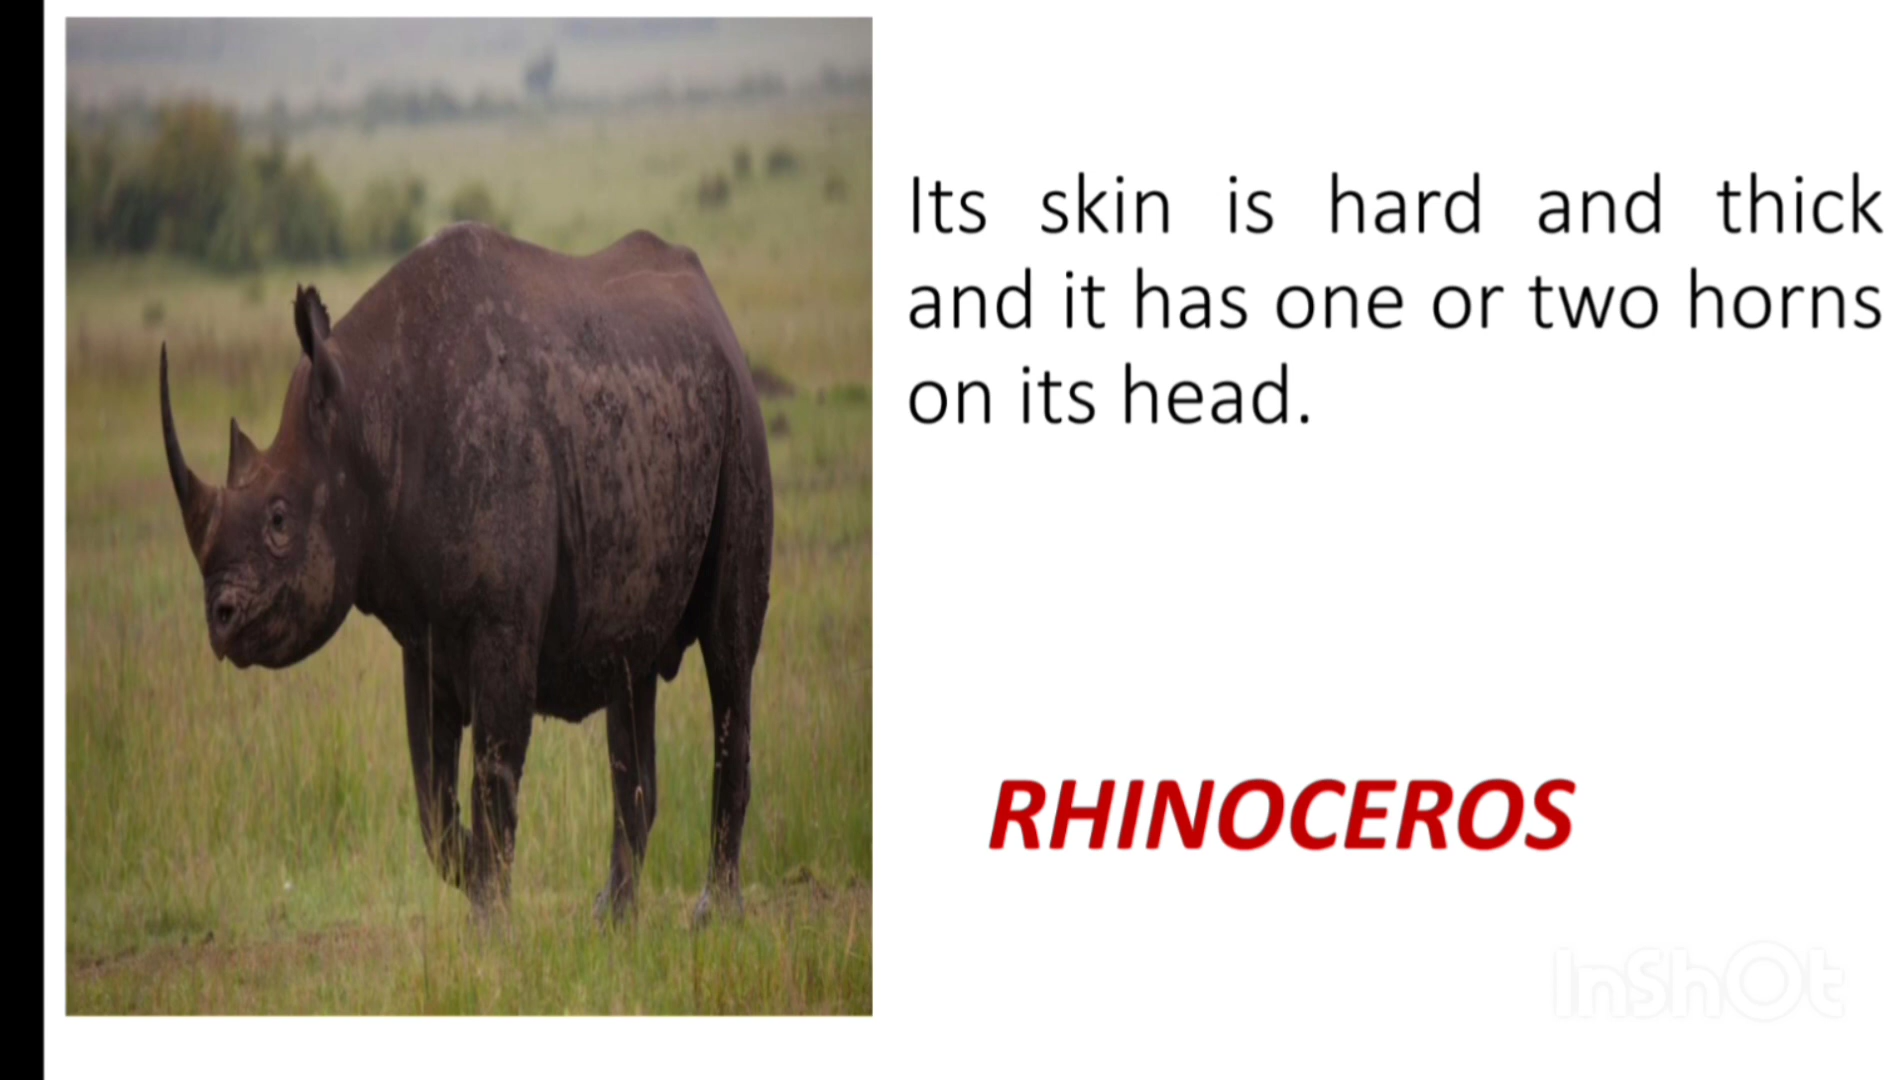 Its skin is hard and thick
and it has one or two horns
on its head.
RHINOCEROS
InShOt